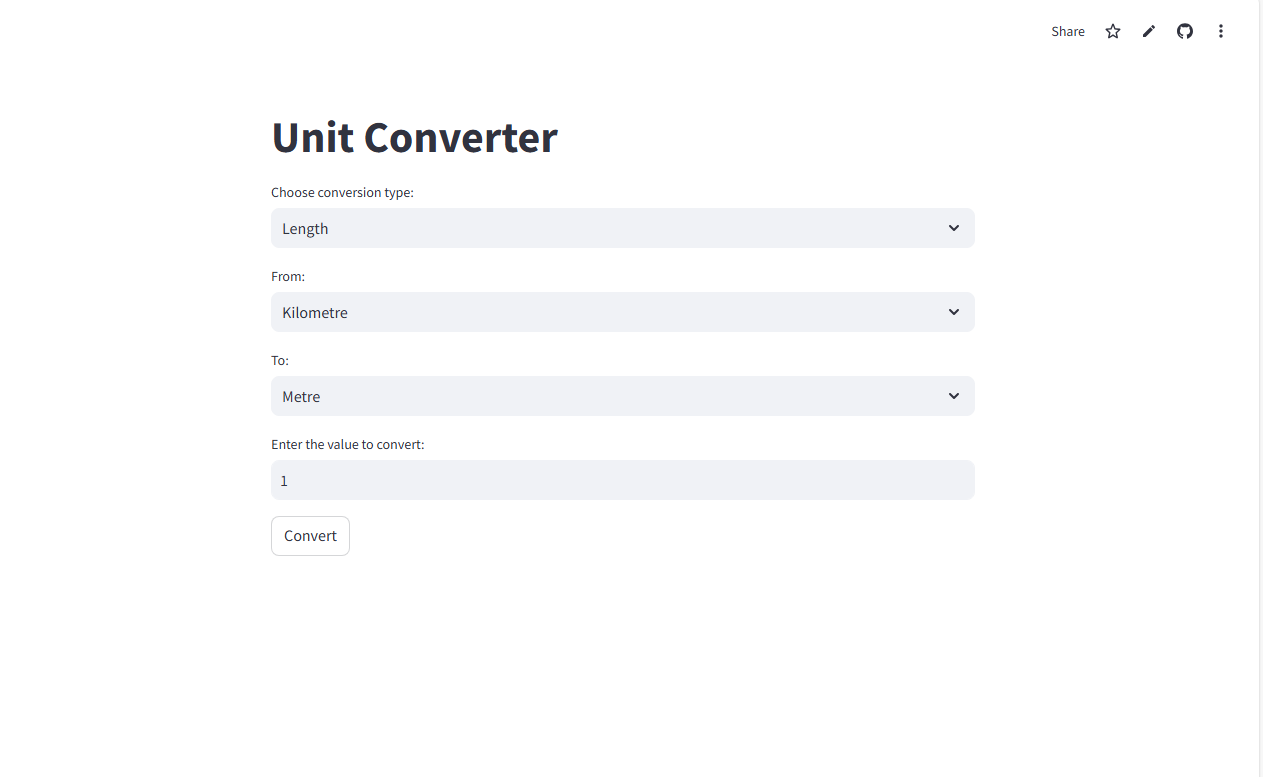 Share
Unit Converter
Choose conversion type:
Length
From:
Kilometre
To:
Metre
Enter the value to convert:
1
Convert